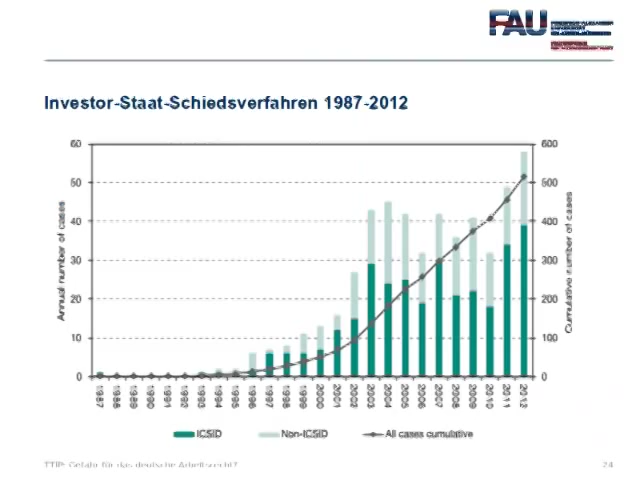 FAU
Investor-Staat-Schiedsverfahren 1987-2012
60 600
50 500
40 400
30 300
20 200
10 100
0 0
Annual number of cases
Cumulative number of cases
1987 1988 1989 1990 1991 1992 1993 1994 1995 1996 1997 1998 1999 2000 2001 2002 2003 2004 2005 2006 2007 2008 2009 2010 2011 2012
ICSID Non-ICSID All cases cumulative
TTIP: Gefahr für das deutsche Arbeitsrecht? 24